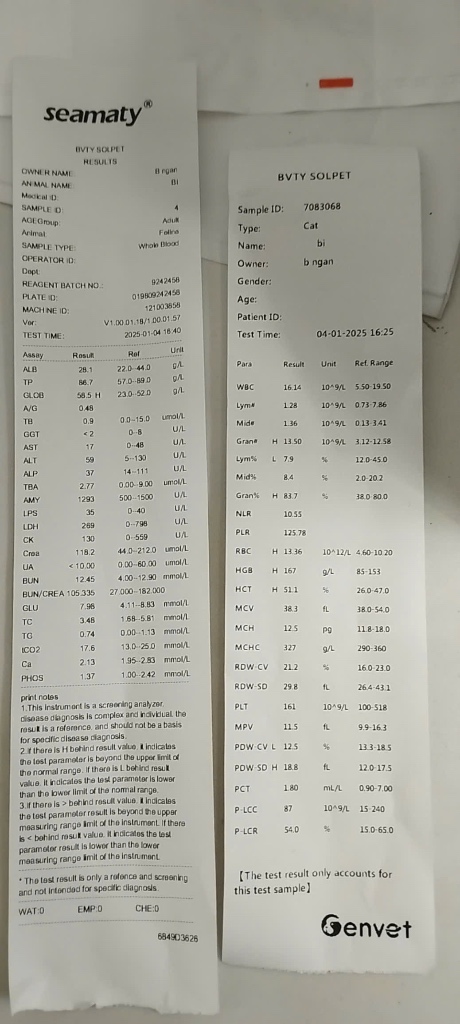 seamaty®
BVTY SOLPET
RESULTS
OWNER NAME B ngan
ANIMAL NAME Bi
Medical ID:
SAMPLE ID: 4
AGEGroup: Adult
Animal Feline
SAMPLE TYPE: Whole Blood
OPERATOR ID:
Dept:
REAGENT BATCH NO.: 9242456
PLATE ID: 019809242456
MACHINE ID: 121003858
Ver: V1.00.01.18/1.00.01.57
TEST TIME: 2025-01-04 16:40
Assay Result Ref Unit
ALB 28.1 22.0--44.0 g/L
TP 86.7 57.0--89.0 g/L
GLOB 58.5 H 23.0--52.0 g/L
A/G 0.48
TB 0.9 0.0--15.0 umol/L
GGT <2 0--8 U/L
AST 17 0--48 U/L
ALT 59 5--130 U/L
ALP 37 14--111 U/L
TBA 2.77 0.00--9.00 umol/L
AMY 1293 500--1500 U/L
LPS 35 0--40 U/L
LDH 269 0--798 U/L
CK 130 0--559 U/L
Crea 118.2 44.0--212.0 umol/L
UA <10.00 0.00--60.00 umol/L
BUN 12.45 4.00--12.90 mmol/L
BUN/CREA 105.335 27.000--182.000
GLU 7.96 4.11--8.83 mmol/L
TC 3.48 1.68--5.81 mmol/L
TG 0.74 0.00--1.13 mmol/L
tCO2 17.6 13.0--25.0 mmol/L
Ca 2.13 1.95--2.83 mmol/L
PHOS 1.37 1.00--2.42 mmol/L
print notes
1.This instrument is a screening analyzer.
disease diagnosis is complex and individual, the
result is a reference, and should not be a basis
for specific disease diagnosis.
2.if there is H behind result value, it indicates
the test parameter is beyond the upper limit of
the normal range. if there is L behind result
value. it indicates the test parameter is lower
than the lower limit of the normal range.
3.if there is > behind result value. it indicates
the test parameter result is beyond the upper
measuring range limit of the instrument. if there
is < behind result value. it indicates the test
parameter result is lower than the lower
measuring range limit of the instrument.
* The test result is only a refence and screening
and not intended for specific diagnosis.
WAT:0 EMP:0 CHE:0
6849D3626
BVTY SOLPET
Sample ID: 7083068
Type: Cat
Name: bi
Owner: b ngan
Gender:
Age:
Patient ID:
Test Time: 04-01-2025 16:25
Para Result Unit Ref. Range
WBC 16.14 10^9/L 5.50-19.50
Lym# 1.28 10^9/L 0.73-7.86
Mid# 1.36 10^9/L 0.13-3.41
Gran# H 13.50 10^9/L 3.12-12.58
Lym% L 7.9 % 12.0-45.0
Mid% 8.4 % 2.0-20.2
Gran% H 83.7 % 38.0-80.0
NLR 10.55
PLR 125.78
RBC H 13.36 10^12/L 4.60-10.20
HGB H 167 g/L 85-153
HCT H 51.1 % 26.0-47.0
MCV 38.3 fL 38.0-54.0
MCH 12.5 pg 11.8-18.0
MCHC 327 g/L 290-360
RDW-CV 21.2 % 16.0-23.0
RDW-SD 29.8 fL 26.4-43.1
PLT 161 10^9/L 100-518
MPV 11.5 fL 9.9-16.3
PDW-CV L 12.5 % 13.3-18.5
PDW-SD H 18.8 fL 12.0-17.5
PCT 1.80 mL/L 0.90-7.00
P-LCC 87 10^9/L 15-240
P-LCR 54.0 % 15.0-65.0
【The test result only accounts for
this test sample】
Genvet